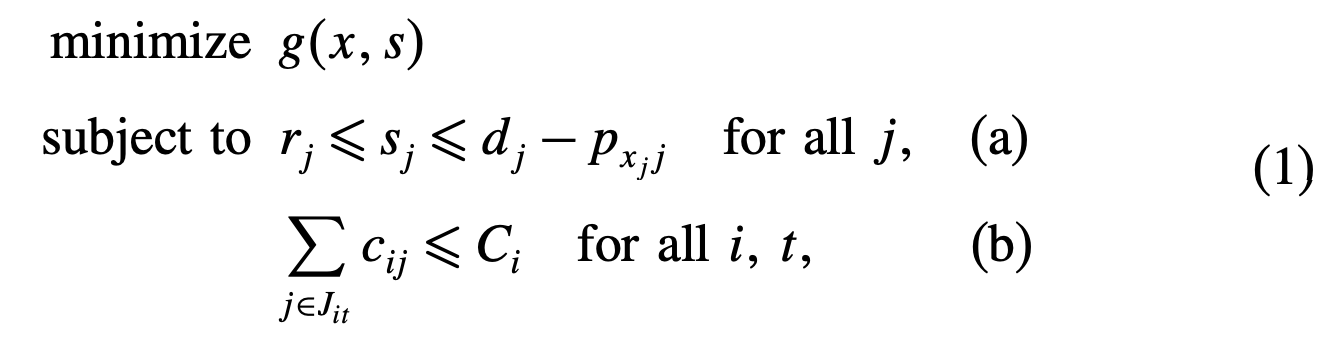 minimize g(x, s)
subject to r_j ⩽ s_j ⩽ d_j − p_{x_j j} for all j, (a)
(1)
∑_{j∈J_{it}} c_{ij} ⩽ C_i for all i, t, (b)